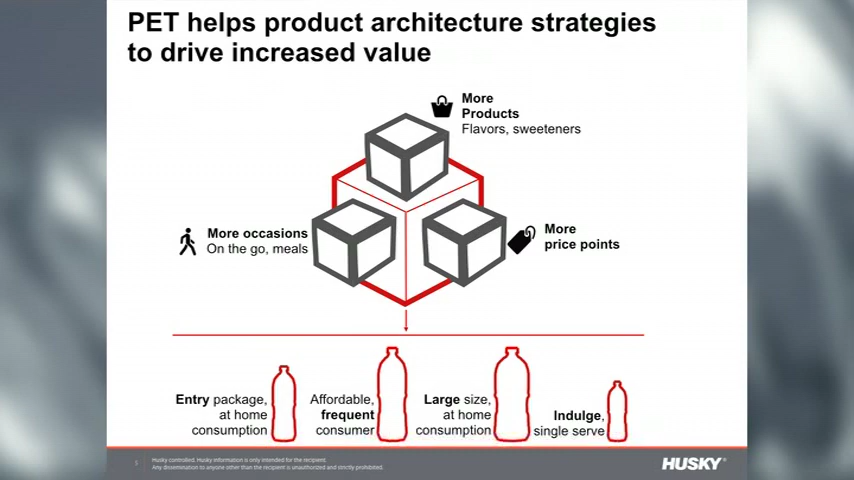 PET helps product architecture strategies
to drive increased value
More
Products
Flavors, sweeteners
More occasions
On the go, meals
More
price points
Entry package,
at home
consumption
Affordable,
frequent
consumer
Large size,
at home
consumption
Indulge,
single serve
5
Husky controlled. Husky information is only intended for the recipient.
Any dissemination to anyone other than the recipient is unauthorized and strictly prohibited.
HUSKY